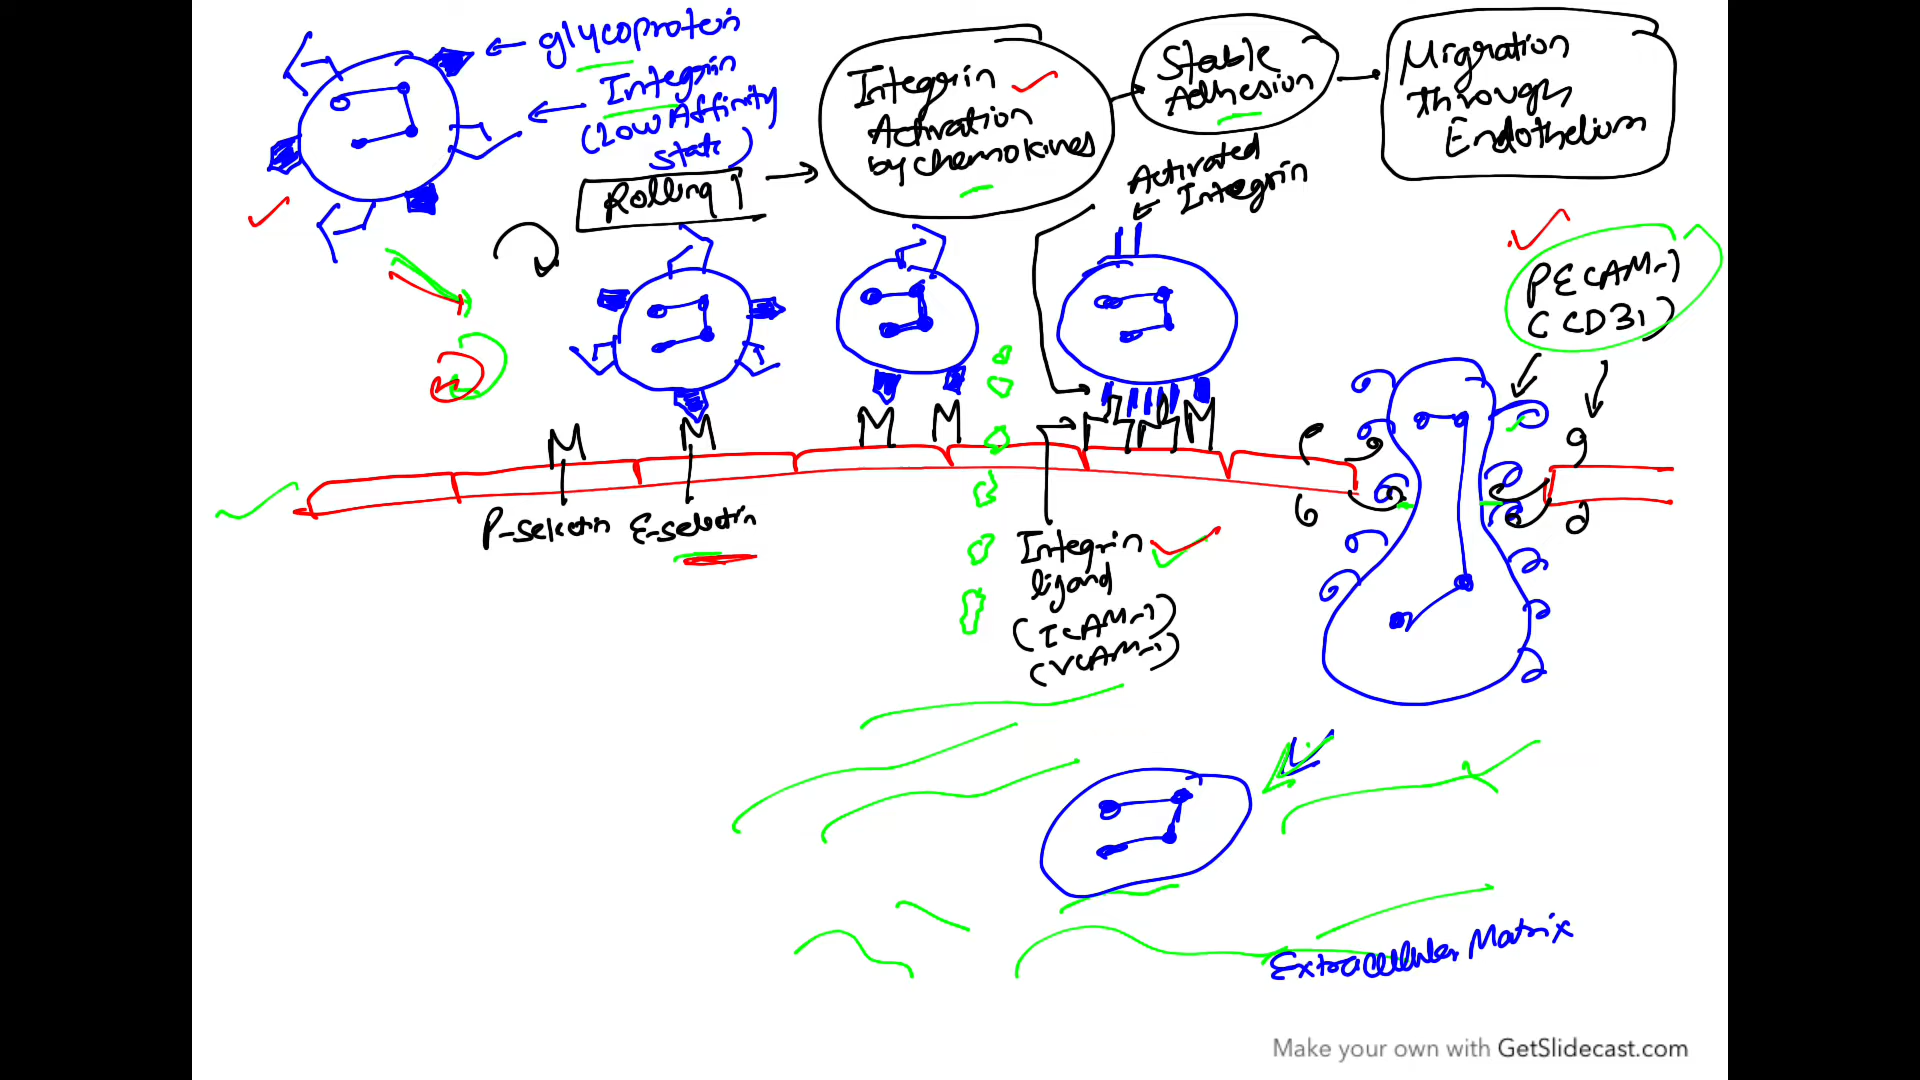 glycoprotein
Integrin
(Low Affinity
State)
Rolling
Integrin
Activation
by chemokines
Stable
Adhesion
Migration
through
Endothelium
Activated
Integrin
PECAM-1
(CD31)
P-selectin
E-selectin
Integrin
ligand
(ICAM-1)
(VCAM-1)
Extracellular Matrix
Make your own with GetSlidecast.com